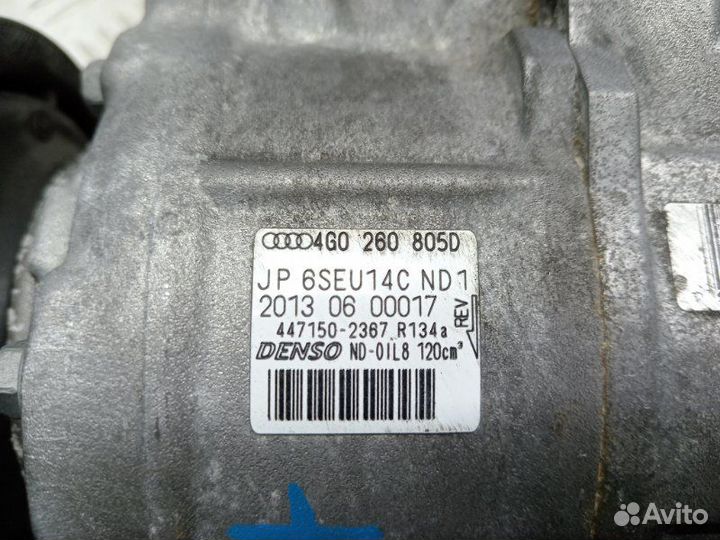 4G0 260 805D
JP 6SEU14C ND1
2013 06 00017
REV
447150-2367 R134a
DENSO ND-OIL8 120cm³
Avito